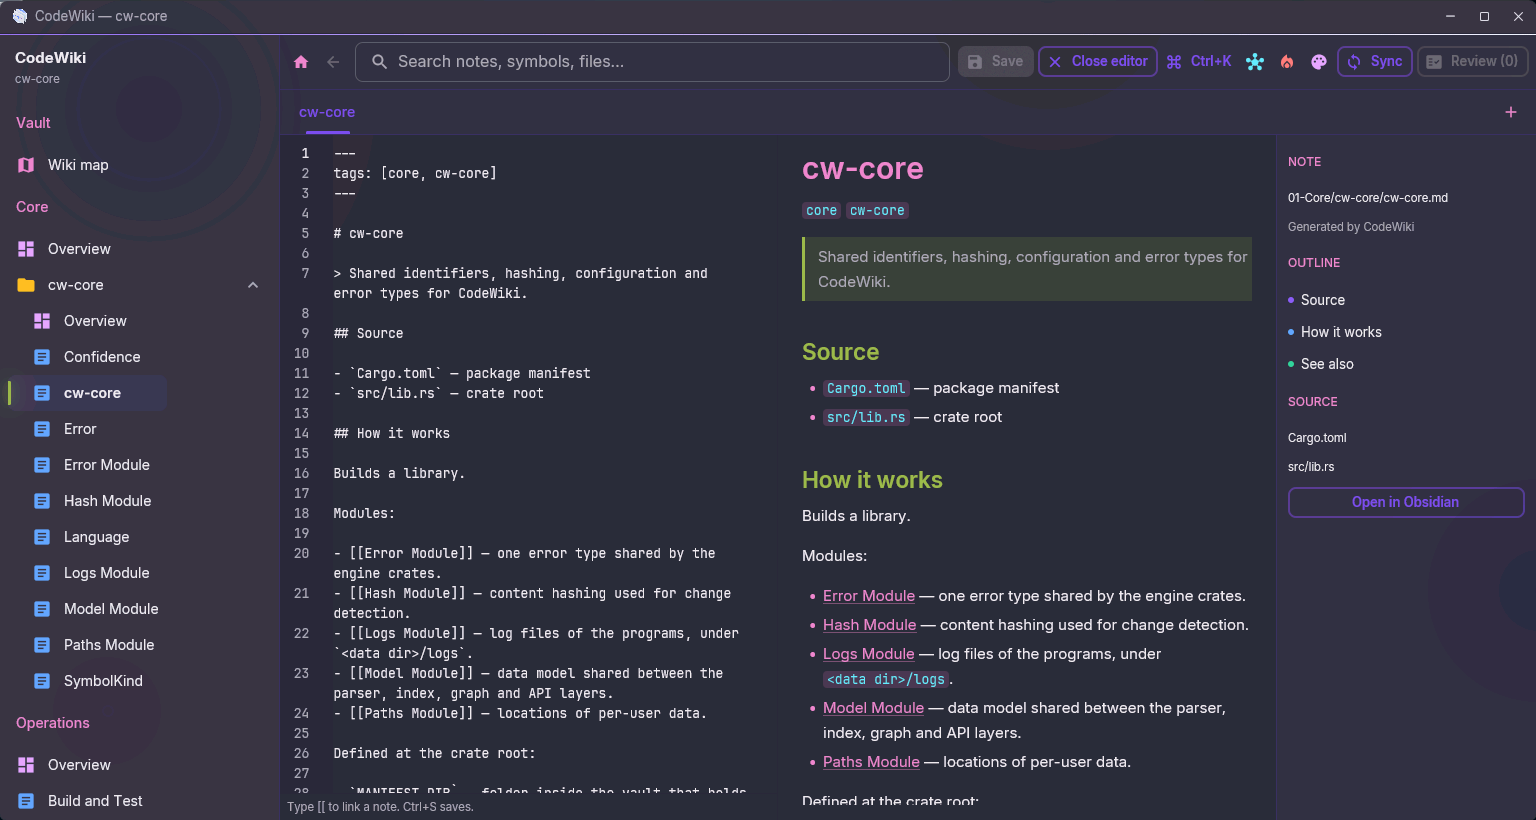 CodeWiki — cw-core
CodeWiki
cw-core
Search notes, symbols, files...
Save
Close editor
Ctrl+K
Sync
Review (0)
Vault
Wiki map
Core
Overview
cw-core
Overview
Confidence
cw-core
Error
Error Module
Hash Module
Language
Logs Module
Model Module
Paths Module
SymbolKind
Operations
Overview
Build and Test
cw-core
1 ---
2 tags: [core, cw-core]
3 ---
4
5 # cw-core
6
7 > Shared identifiers, hashing, configuration and
error types for CodeWiki.
8
9 ## Source
10
11 - `Cargo.toml` — package manifest
12 - `src/lib.rs` — crate root
13
14 ## How it works
15
16 Builds a library.
17
18 Modules:
19
20 - [[Error Module]] — one error type shared by the
engine crates.
21 - [[Hash Module]] — content hashing used for change
detection.
22 - [[Logs Module]] — log files of the programs, under
`<data dir>/logs`.
23 - [[Model Module]] — data model shared between the
parser, index, graph and API layers.
24 - [[Paths Module]] — locations of per-user data.
25
26 Defined at the crate root:
27
28 - `MANIFEST_DIR` — folder inside the vault that holds
Type [[ to link a note. Ctrl+S saves.
cw-core
core cw-core
Shared identifiers, hashing, configuration and error types for
CodeWiki.
Source
• Cargo.toml — package manifest
• src/lib.rs — crate root
How it works
Builds a library.
Modules:
• Error Module — one error type shared by the engine crates.
• Hash Module — content hashing used for change detection.
• Logs Module — log files of the programs, under
<data dir>/logs.
• Model Module — data model shared between the parser,
index, graph and API layers.
• Paths Module — locations of per-user data.
Defined at the crate root:
NOTE
01-Core/cw-core/cw-core.md
Generated by CodeWiki
OUTLINE
• Source
• How it works
• See also
SOURCE
Cargo.toml
src/lib.rs
Open in Obsidian